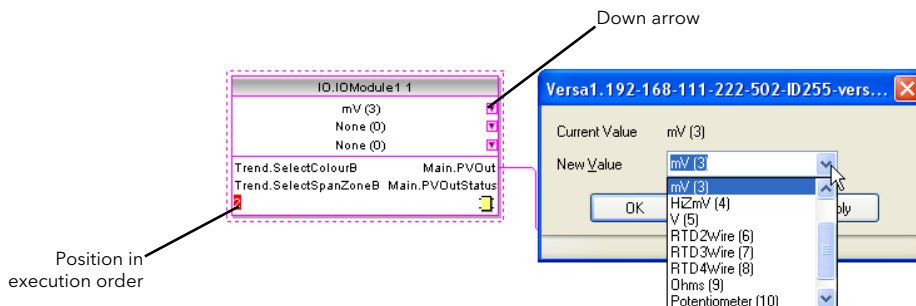 Down arrow
IO.IOModule1 1
mV (3)
None (0)
None (0)
Trend.SelectColourB Main.PVOut
Trend.SelectSpanZoneB Main.PVOutStatus
2
Position in
execution order
Versa1.192-168-111-222-502-ID255-vers...
Current Value mV (3)
New Value mV (3)
OK
mV (3)
HiZmV (4)
V (5)
RTD2Wire (6)
RTD3Wire (7)
RTD4Wire (8)
Ohms (9)
Potentiometer (10)